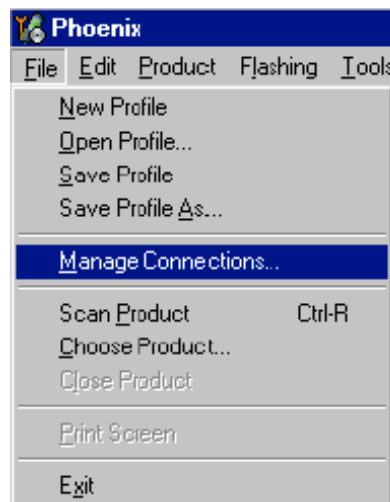 Phoenix
File Edit Product Flashing Tools
New Profile
Open Profile...
Save Profile
Save Profile As...
Manage Connections...
Scan Product Ctrl-R
Choose Product...
Close Product
Print Screen
Exit